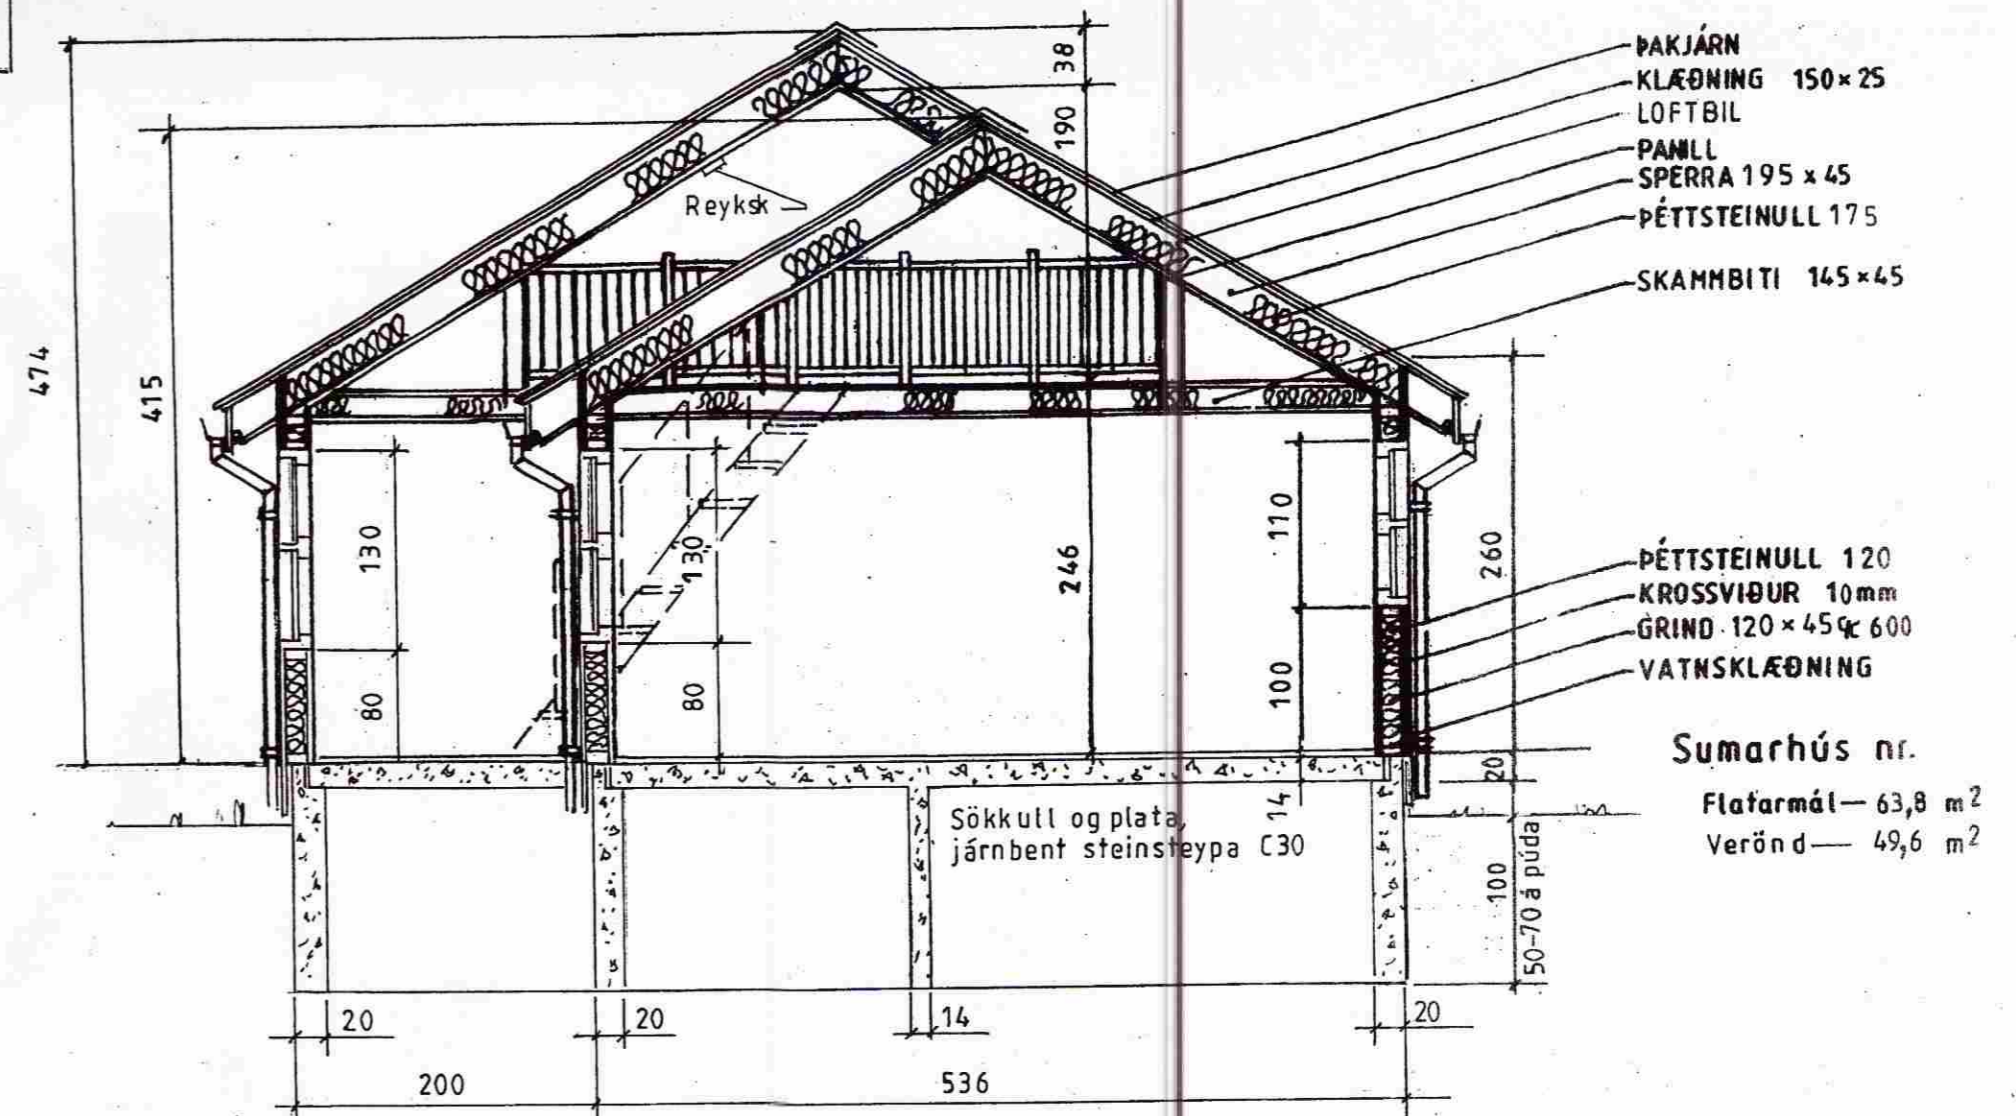 474
415
38
190
Reyksk
ÞAKJÁRN
KLÆÐNING 150×25
LOFTBIL
PANILL
SPERRA 195 x 45
ÞÉTTSTEINULL 175
SKAMMBITI 145×45
130
80
130
80
246
110
100
14
260
20
100
50-70 á púða
ÞÉTTSTEINULL 120
KROSSVIÐUR 10mm
GRIND 120×45 c/c 600
VATNSKLÆÐNING
Sumarhús nr.
Flatarmál— 63,8 m²
Verönd— 49,6 m²
Sökkull og plata,
járnbent steinsteypa C30
20
20
14
20
200
536